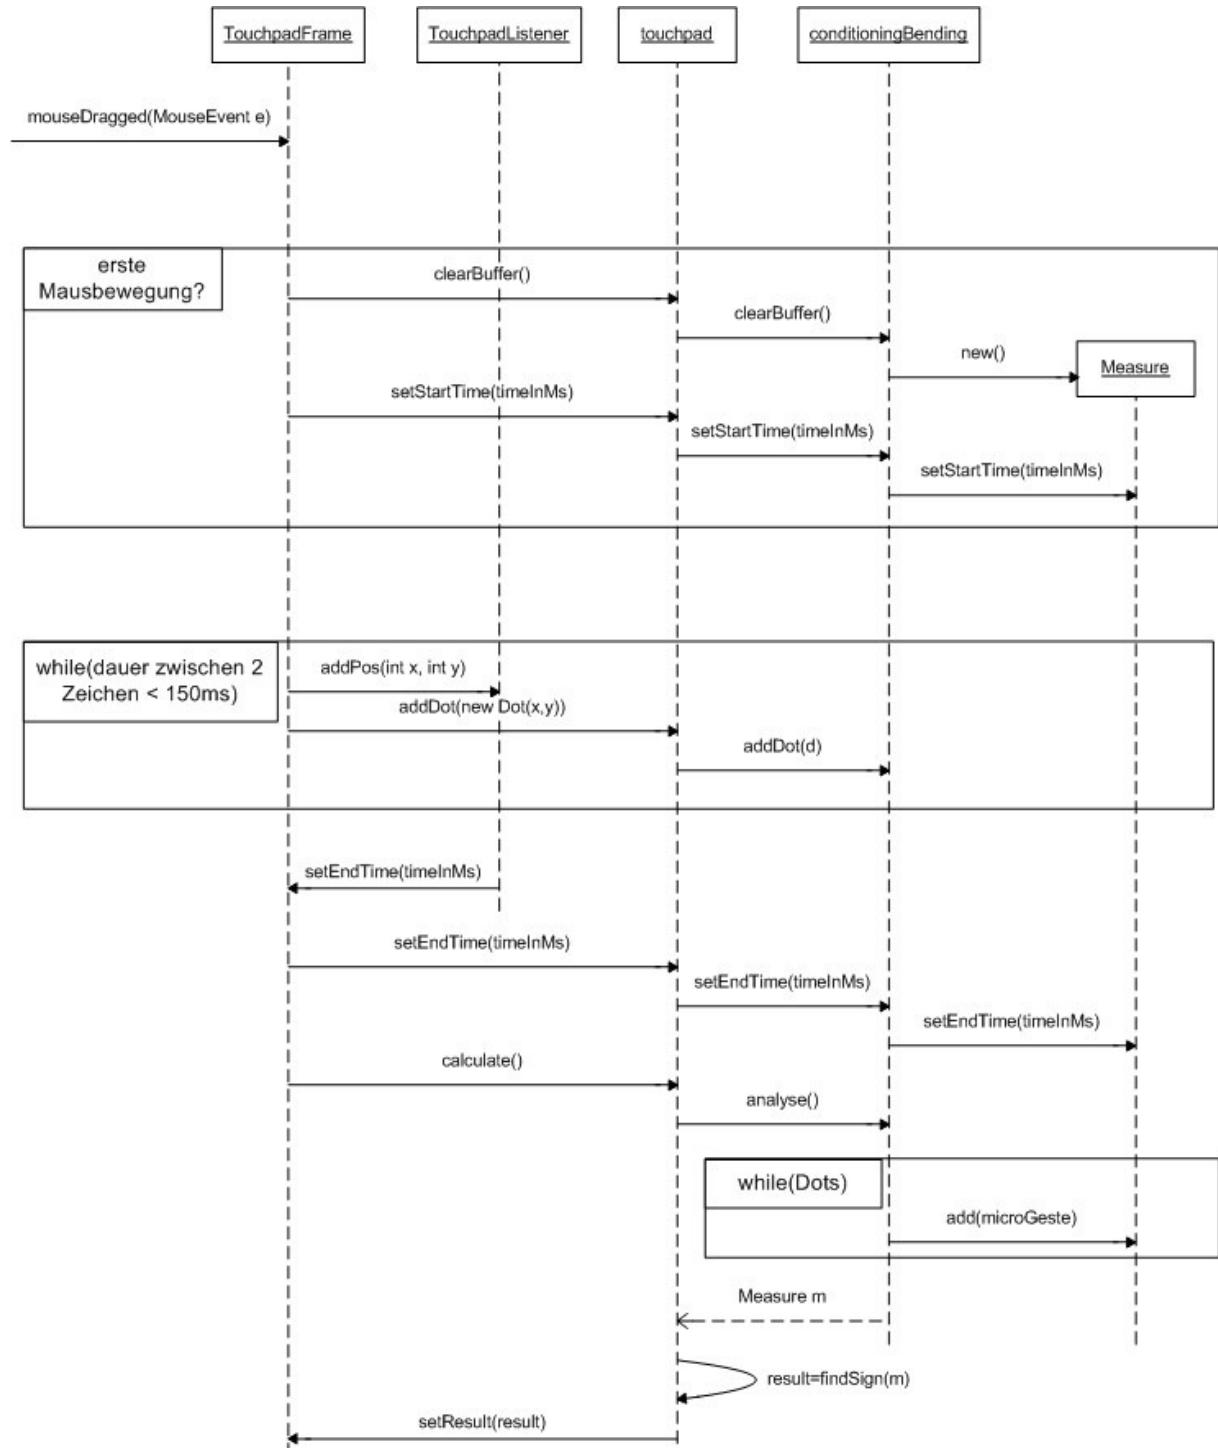 TouchpadFrame
TouchpadListener
touchpad
conditioningBending
mouseDragged(MouseEvent e)
erste
Mausbewegung?
clearBuffer()
clearBuffer()
new()
Measure
setStartTime(timeInMs)
setStartTime(timeInMs)
setStartTime(timeInMs)
while(dauer zwischen 2
Zeichen < 150ms)
addPos(int x, int y)
addDot(new Dot(x,y))
addDot(d)
setEndTime(timeInMs)
setEndTime(timeInMs)
setEndTime(timeInMs)
setEndTime(timeInMs)
calculate()
analyse()
while(Dots)
add(microGeste)
Measure m
result=findSign(m)
setResult(result)